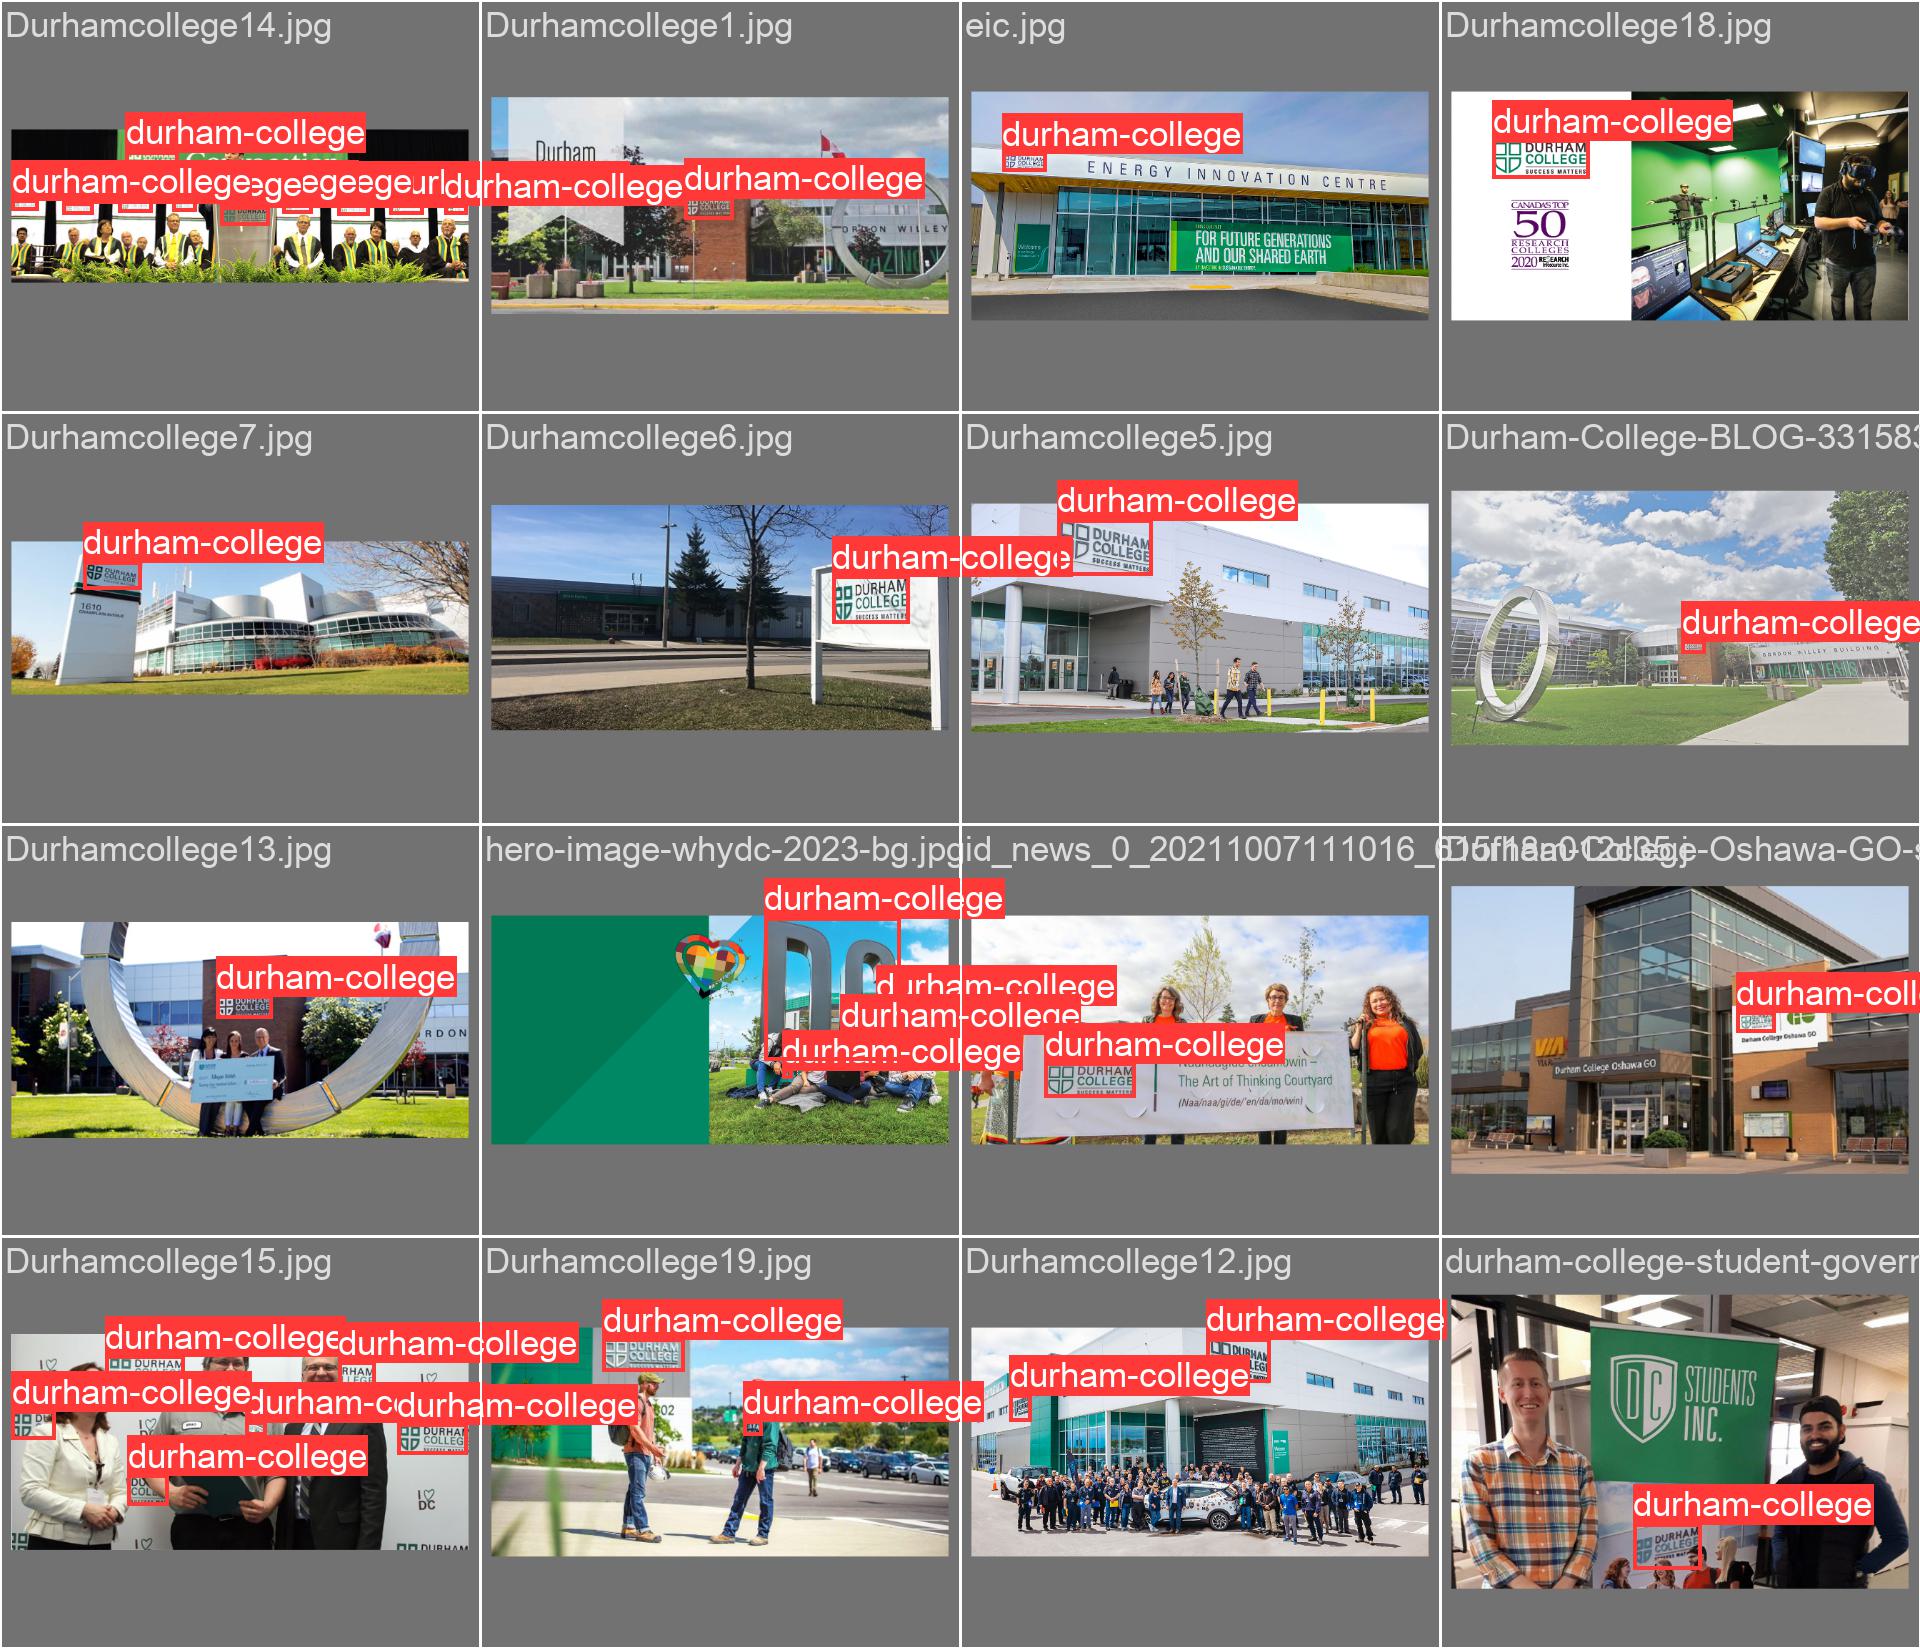 Durhamcollege14.jpg
durham-college
durham-college
durham-college
Durhamcollege1.jpg
Durham
durham-college
GORDON WILLEY
eic.jpg
durham-college
ENERGY INNOVATION CENTRE
FOR FUTURE GENERATIONS
AND OUR SHARED EARTH
Durhamcollege18.jpg
durham-college
DURHAM
COLLEGE
SUCCESS MATTERS
CANADA'S TOP
50
RESEARCH
COLLEGES
2020 RE$EARCH
Durhamcollege7.jpg
durham-college
DURHAM
COLLEGE
1610
CHAMPLAIN AVENUE
Durhamcollege6.jpg
durham-college
DURHAM
COLLEGE
SUCCESS MATTERS
Durhamcollege5.jpg
durham-college
DURHAM
COLLEGE
SUCCESS MATTERS
Durham-College-BLOG-331583
durham-college
GORDON WILLEY BUILDING
Durhamcollege13.jpg
durham-college
DURHAM
COLLEGE
RDON
hero-image-whydc-2023-bg.jpg
durham-college
DC
durham-college
durham-college
durham-college
id_news_0_20211007111016_615f18a012d35.j
durham-college
DURHAM
COLLEGE
SUCCESS MATTERS
The Art of Thinking Courtyard
(Naa/naa/gi/de/'en/da/mo/win)
Durham-College-Oshawa-GO-s
durham-coll
VIA
Durham College Oshawa GO
Durham College Oshawa GO
Durhamcollege15.jpg
durham-college
durham-college
DURHAM
durham-college
durham-c
durham-college
durham-college
SUCCESS MATTERS
I
DC
DURHAM
Durhamcollege19.jpg
durham-college
DURHAM
COLLEGE
durham-college
Durhamcollege12.jpg
durham-college
DURHAM
durham-college
durham-college-student-govern
DC
STUDENTS
INC.
durham-college
DURHAM
COLLEGE